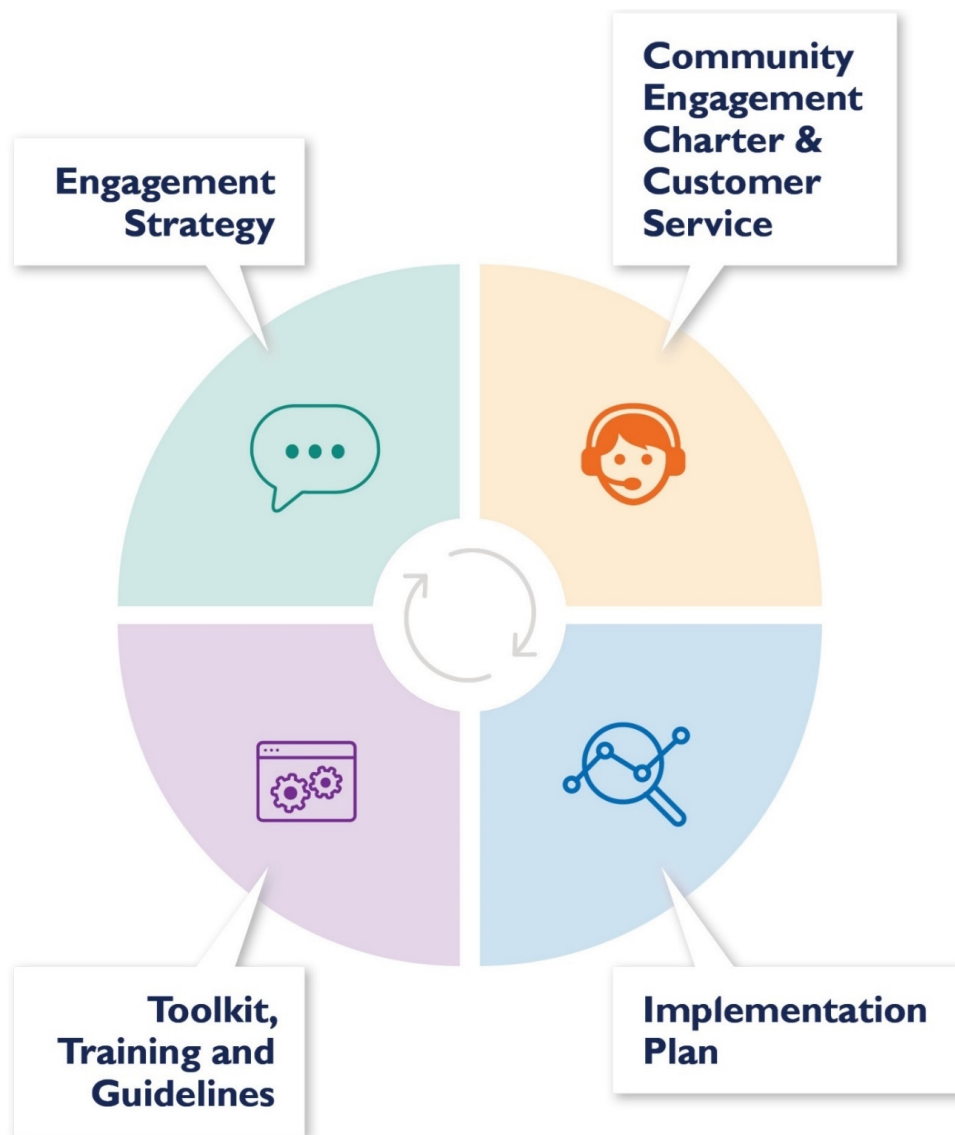 Engagement
Strategy
Community
Engagement
Charter &
Customer
Service
Toolkit,
Training and
Guidelines
Implementation
Plan